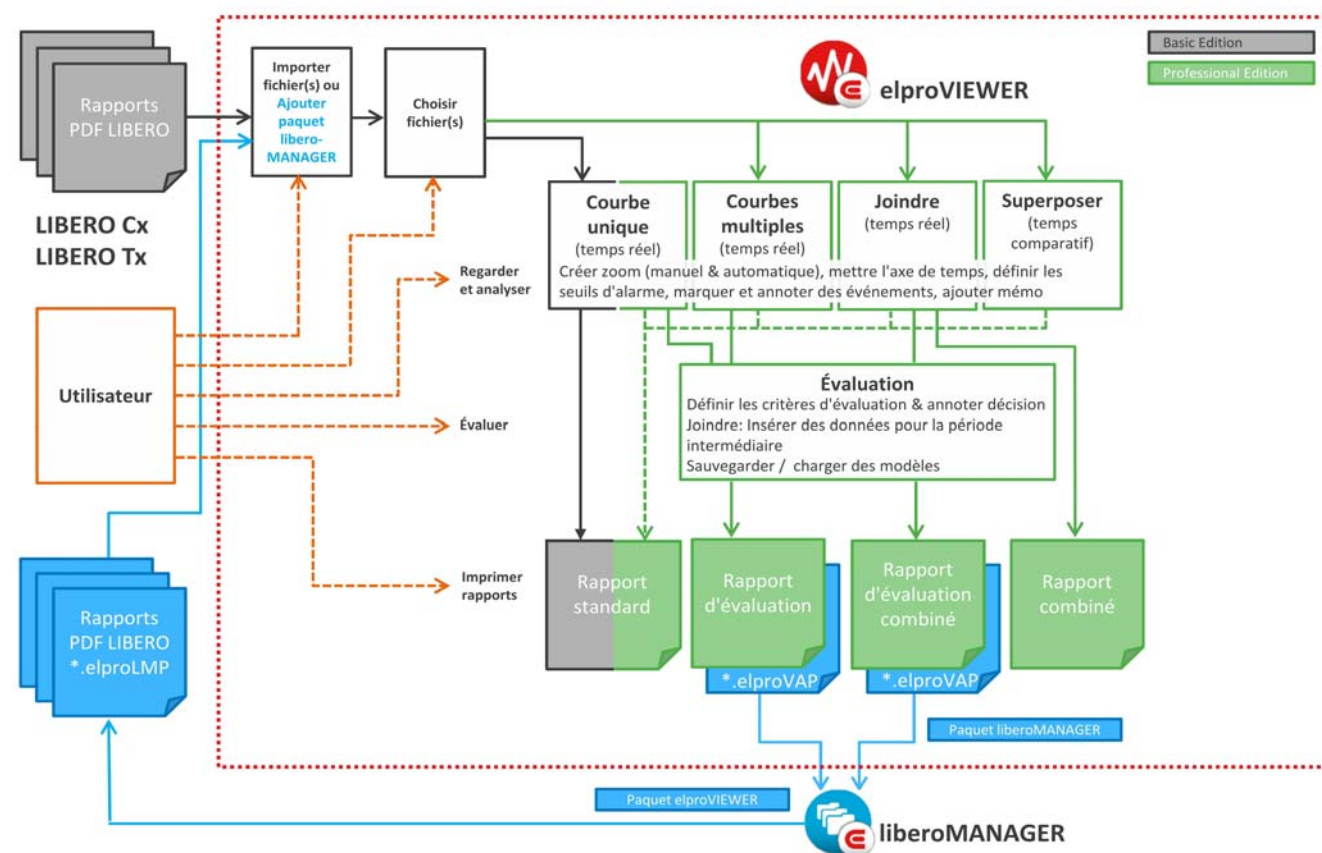 Basic Edition
Professional Edition
elproVIEWER
Rapports
PDF LIBERO
Importer
fichier(s) ou
Ajouter
paquet
libero-
MANAGER
Choisir
fichier(s)
LIBERO Cx
LIBERO Tx
Courbe
unique
(temps réel)
Courbes
multiples
(temps réel)
Joindre
(temps réel)
Superposer
(temps
comparatif)
Créer zoom (manuel & automatique), mettre l'axe de temps, définir les
seuils d'alarme, marquer et annoter des événements, ajouter mémo
Regarder
et analyser
Utilisateur
Évaluation
Définir les critères d'évaluation & annoter décision
Joindre: Insérer des données pour la période
intermédiaire
Sauvegarder / charger des modèles
Évaluer
Imprimer
rapports
Rapport
standard
Rapport
d'évaluation
*.elproVAP
Rapport
d'évaluation
combiné
*.elproVAP
Rapport
combiné
Rapports
PDF LIBERO
*.elproLMP
Paquet liberoMANAGER
Paquet elproVIEWER
liberoMANAGER